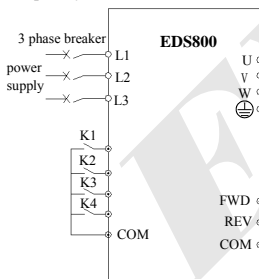 3 phase breaker
L1
EDS800
U
power
L2
V
supply
W
L3
K1
K2
K3
K4
FWD
REV
COM
COM